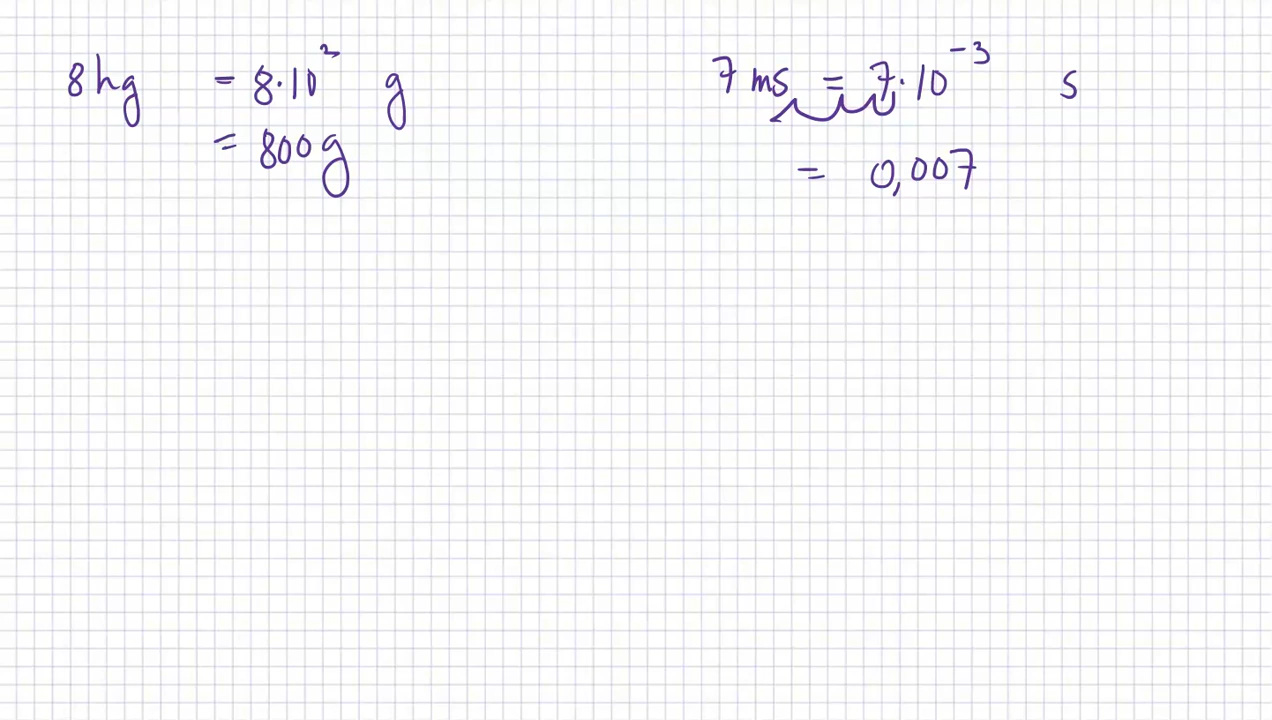 8 hg = 8·10² g
= 800 g
7 ms = 7·10⁻³ s
= 0,007